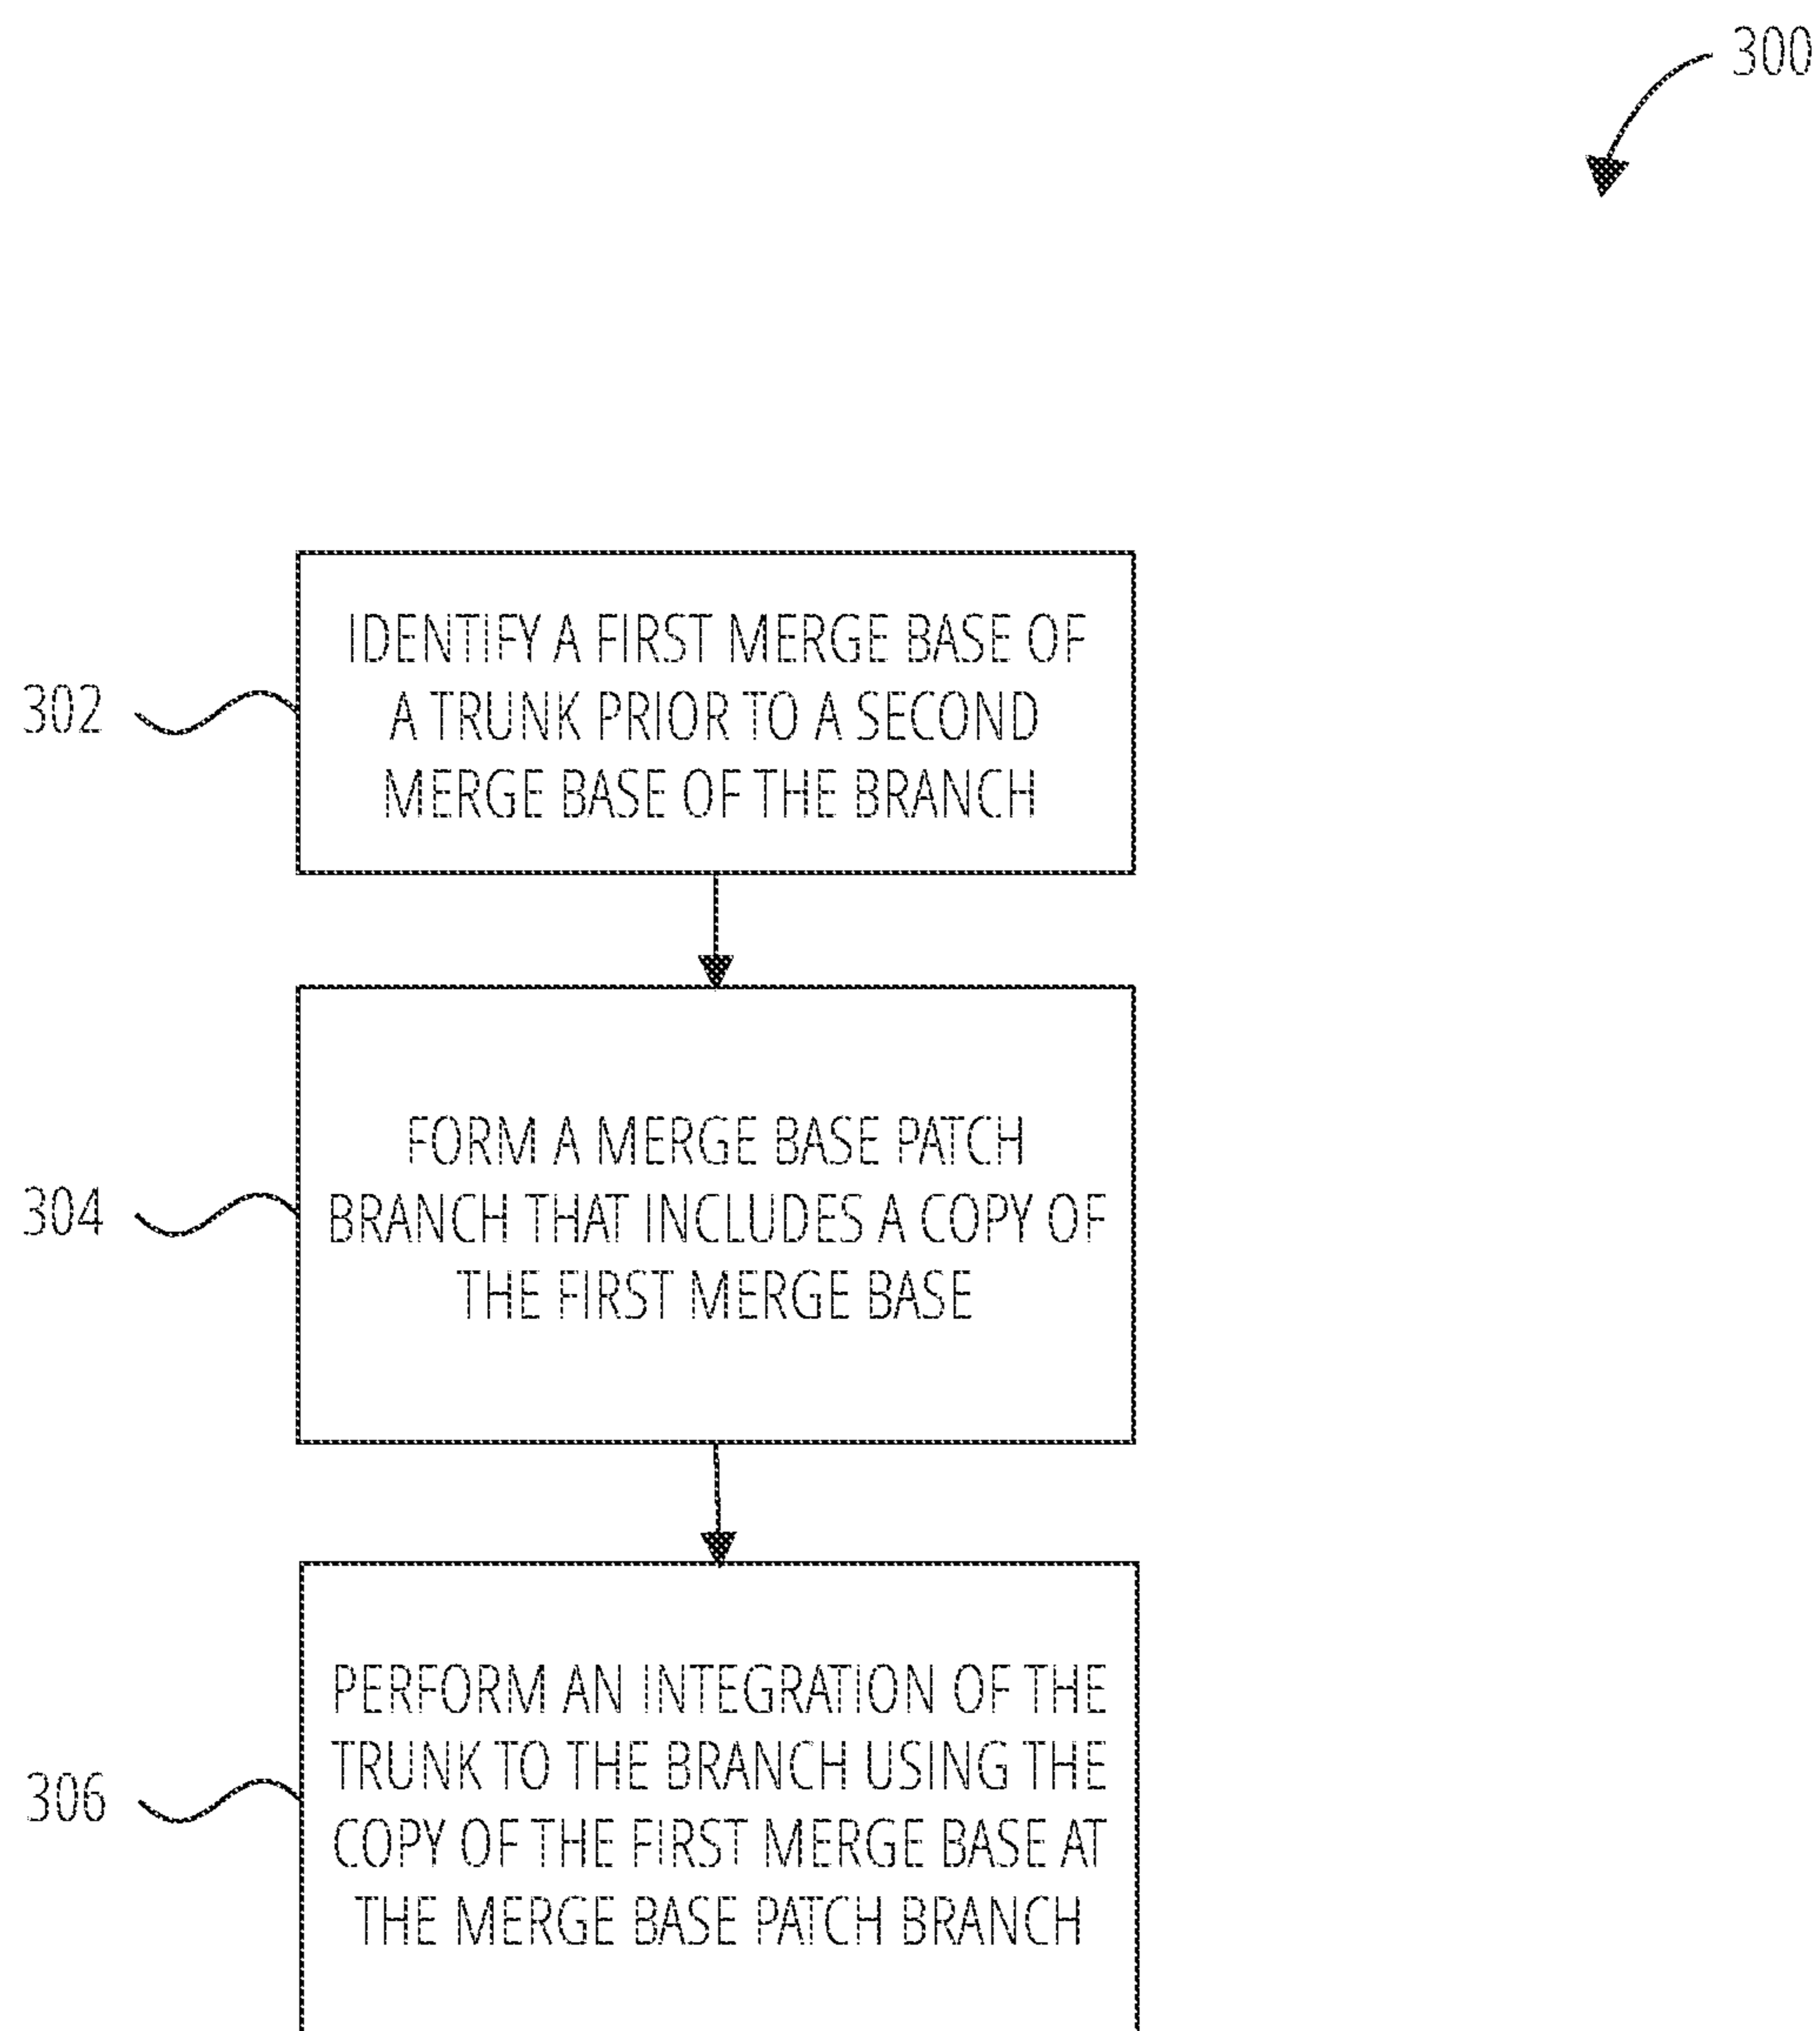 300
302
IDENTIFY A FIRST MERGE BASE OF
A TRUNK PRIOR TO A SECOND
MERGE BASE OF THE BRANCH
304
FORM A MERGE BASE PATCH
BRANCH THAT INCLUDES A COPY OF
THE FIRST MERGE BASE
306
PERFORM AN INTEGRATION OF THE
TRUNK TO THE BRANCH USING THE
COPY OF THE FIRST MERGE BASE AT
THE MERGE BASE PATCH BRANCH